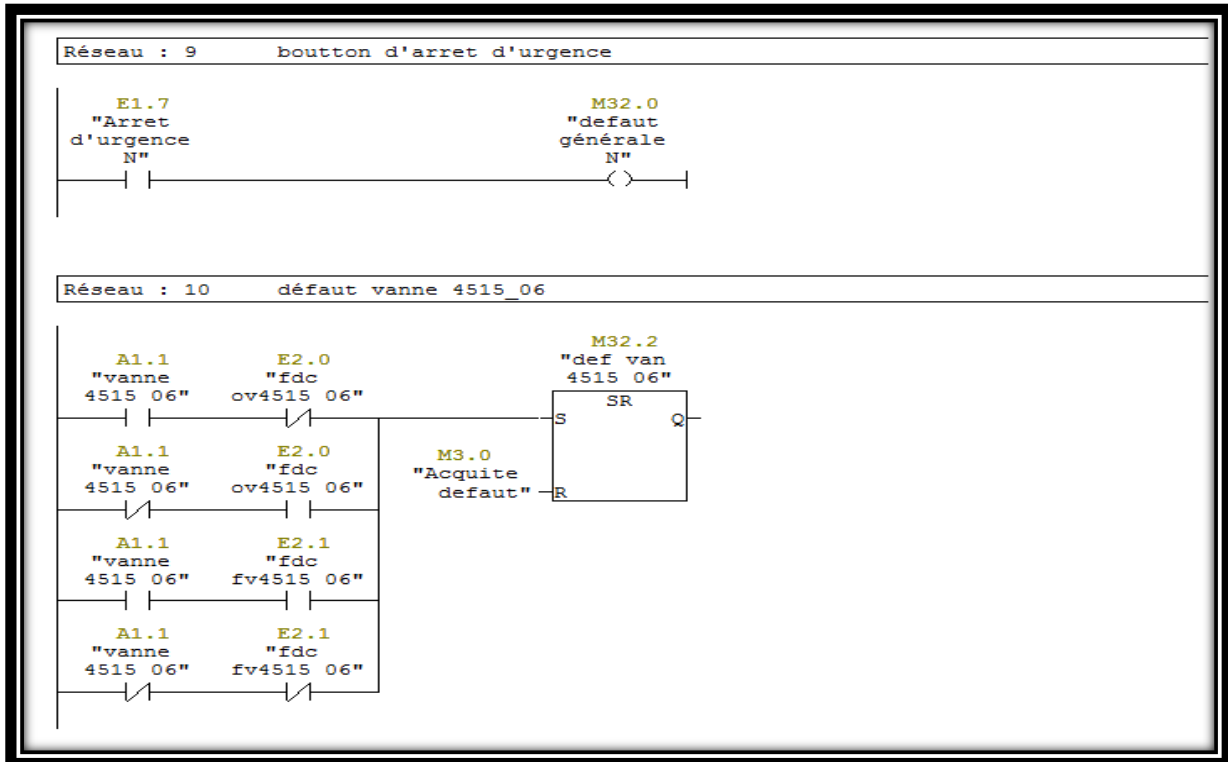 Réseau : 9 boutton d'arret d'urgence
E1.7 M32.0
"Arret "defaut
d'urgence générale
N" N"
Réseau : 10 défaut vanne 4515_06
M32.2
A1.1 E2.0 "def van
"vanne "fdc 4515 06"
4515 06" ov4515 06" SR
S Q
A1.1 E2.0 M3.0
"vanne "fdc "Acquite
4515 06" ov4515 06" defaut" R
A1.1 E2.1
"vanne "fdc
4515 06" fv4515 06"
A1.1 E2.1
"vanne "fdc
4515 06" fv4515 06"